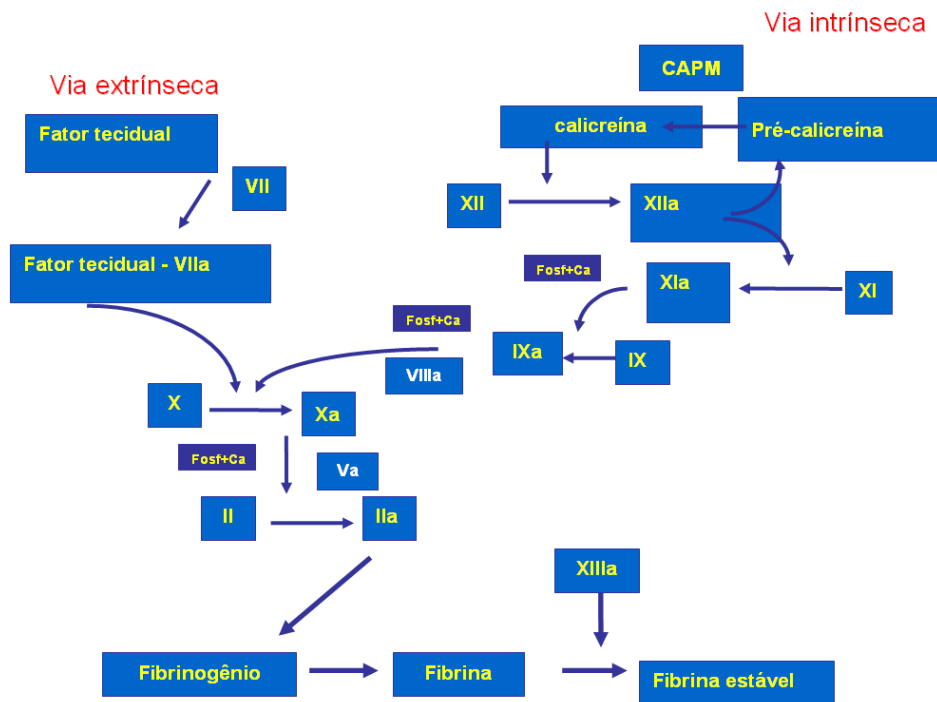 Via intrínseca
CAPM
Via extrínseca
Fator tecidual
calicreína
Pré-calicreína
VII
XII
XIIa
Fator tecidual - VIIa
Fosf+Ca
XIa
XI
Fosf+Ca
IXa
IX
VIIIa
X
Xa
Fosf+Ca
Va
II
IIa
XIIIa
Fibrinogênio
Fibrina
Fibrina estável